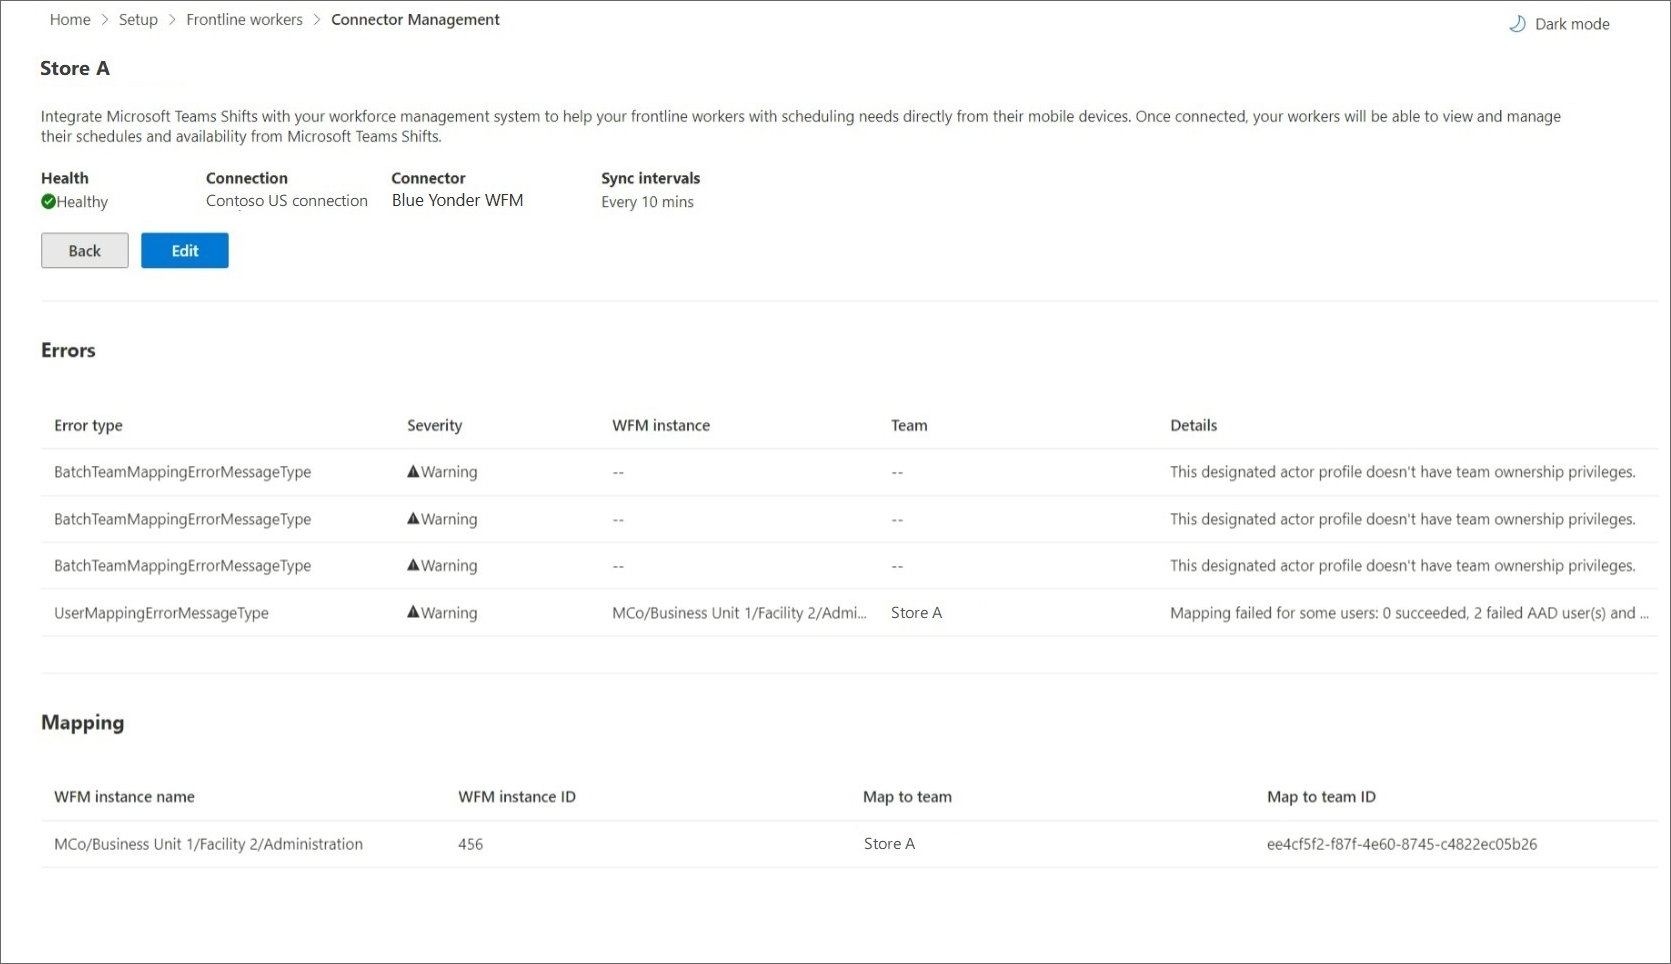 Home > Setup > Frontline workers > Connector Management
Dark mode
Store A
Integrate Microsoft Teams Shifts with your workforce management system to help your frontline workers with scheduling needs directly from their mobile devices. Once connected, your workers will be able to view and manage
their schedules and availability from Microsoft Teams Shifts.
Health Connection Connector Sync intervals
Healthy Contoso US connection Blue Yonder WFM Every 10 mins
Back Edit
Errors
Error type Severity WFM instance Team Details
BatchTeamMappingErrorMessageType Warning -- -- This designated actor profile doesn't have team ownership privileges.
BatchTeamMappingErrorMessageType Warning -- -- This designated actor profile doesn't have team ownership privileges.
BatchTeamMappingErrorMessageType Warning -- -- This designated actor profile doesn't have team ownership privileges.
UserMappingErrorMessageType Warning MCo/Business Unit 1/Facility 2/Admi... Store A Mapping failed for some users: 0 succeeded, 2 failed AAD user(s) and ...
Mapping
WFM instance name WFM instance ID Map to team Map to team ID
MCo/Business Unit 1/Facility 2/Administration 456 Store A ee4cf5f2-f87f-4e60-8745-c4822ec05b26